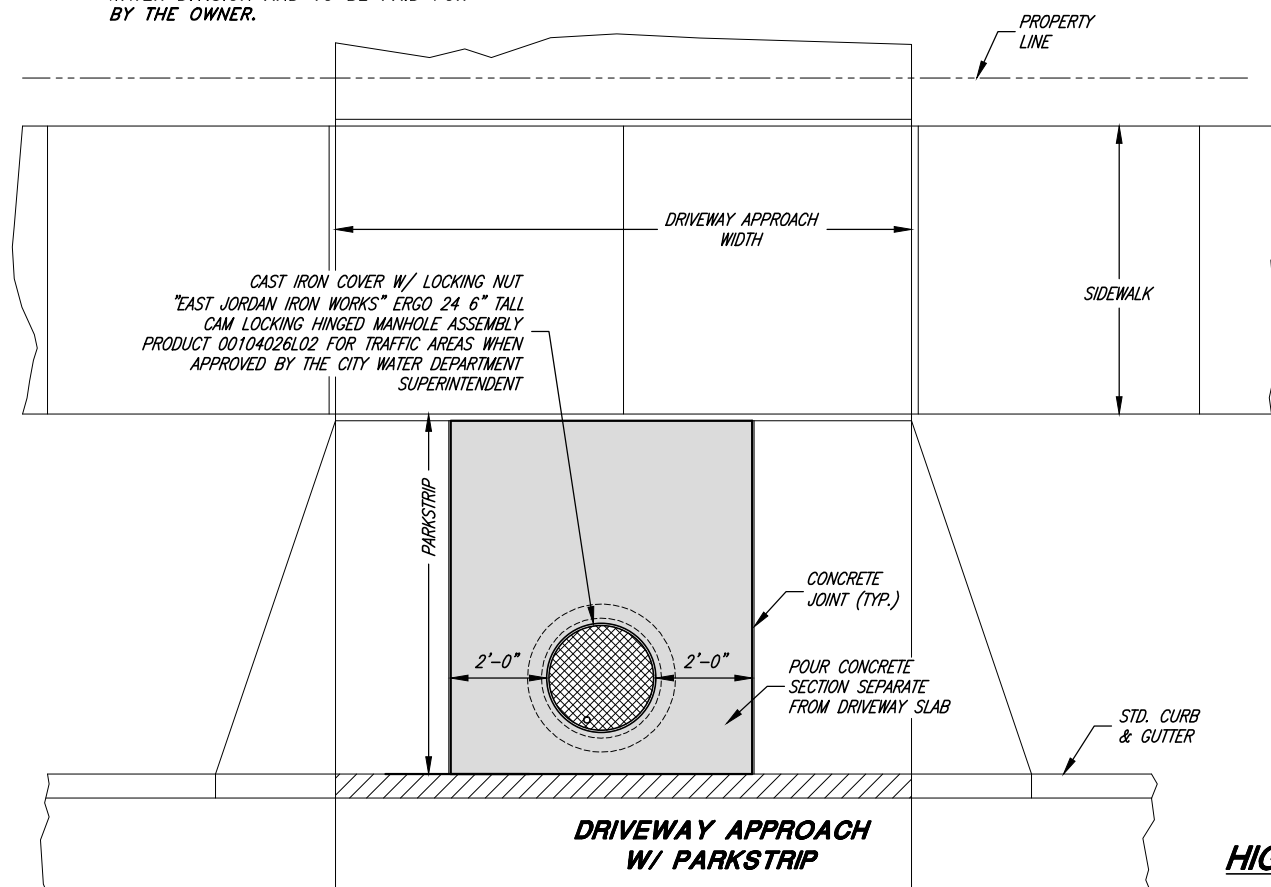 BY THE OWNER.
PROPERTY
LINE
DRIVEWAY APPROACH
WIDTH
SIDEWALK
CAST IRON COVER W/ LOCKING NUT
"EAST JORDAN IRON WORKS" ERGO 24 6" TALL
CAM LOCKING HINGED MANHOLE ASSEMBLY
PRODUCT 00104026L02 FOR TRAFFIC AREAS WHEN
APPROVED BY THE CITY WATER DEPARTMENT
SUPERINTENDENT
PARKSTRIP
CONCRETE
JOINT (TYP.)
2'-0"
2'-0"
POUR CONCRETE
SECTION SEPARATE
FROM DRIVEWAY SLAB
STD. CURB
& GUTTER
DRIVEWAY APPROACH
W/ PARKSTRIP